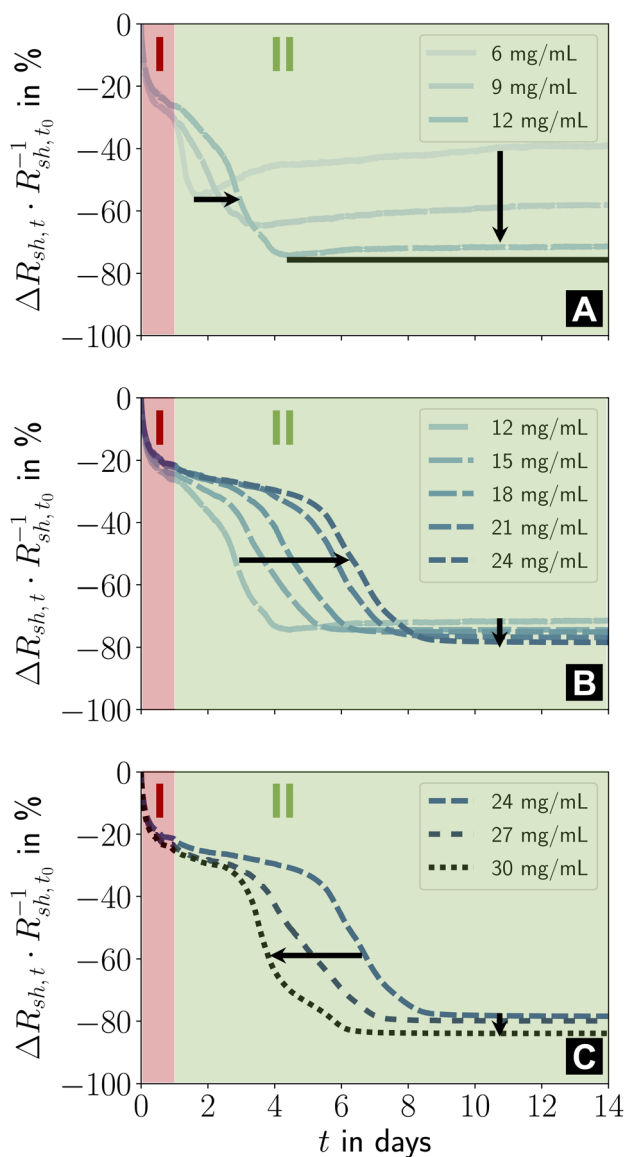 0
−20
−40
−60
−80
−100
ΔR_{sh,t} · R^{-1}_{sh,t_0} in %
I
II
6 mg/mL
9 mg/mL
12 mg/mL
A
0
−20
−40
−60
−80
−100
ΔR_{sh,t} · R^{-1}_{sh,t_0} in %
I
II
12 mg/mL
15 mg/mL
18 mg/mL
21 mg/mL
24 mg/mL
B
0
−20
−40
−60
−80
−100
ΔR_{sh,t} · R^{-1}_{sh,t_0} in %
I
II
24 mg/mL
27 mg/mL
30 mg/mL
C
0 2 4 6 8 10 12 14
t in days